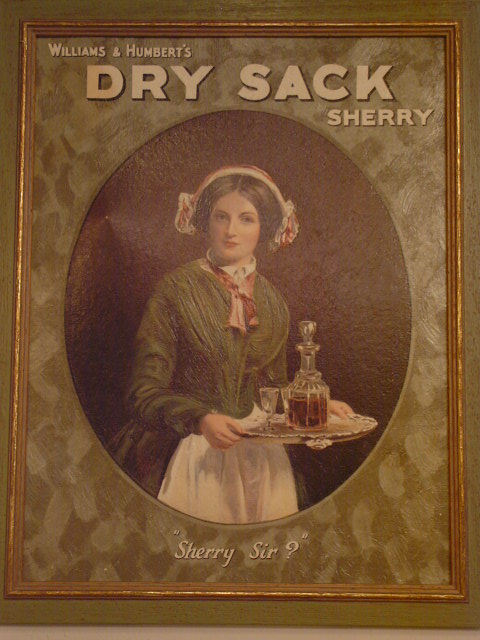 WILLIAMS & HUMBERT'S
DRY SACK
SHERRY
"Sherry Sir?"